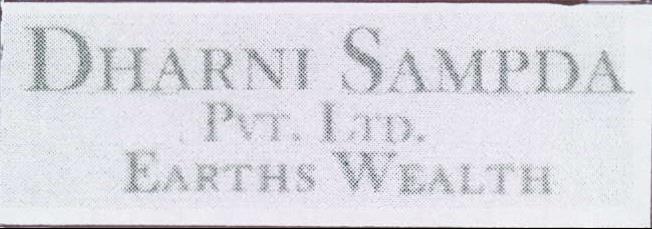 DHARNI SAMPDA
PVT. LTD.
EARTHS WEALTH